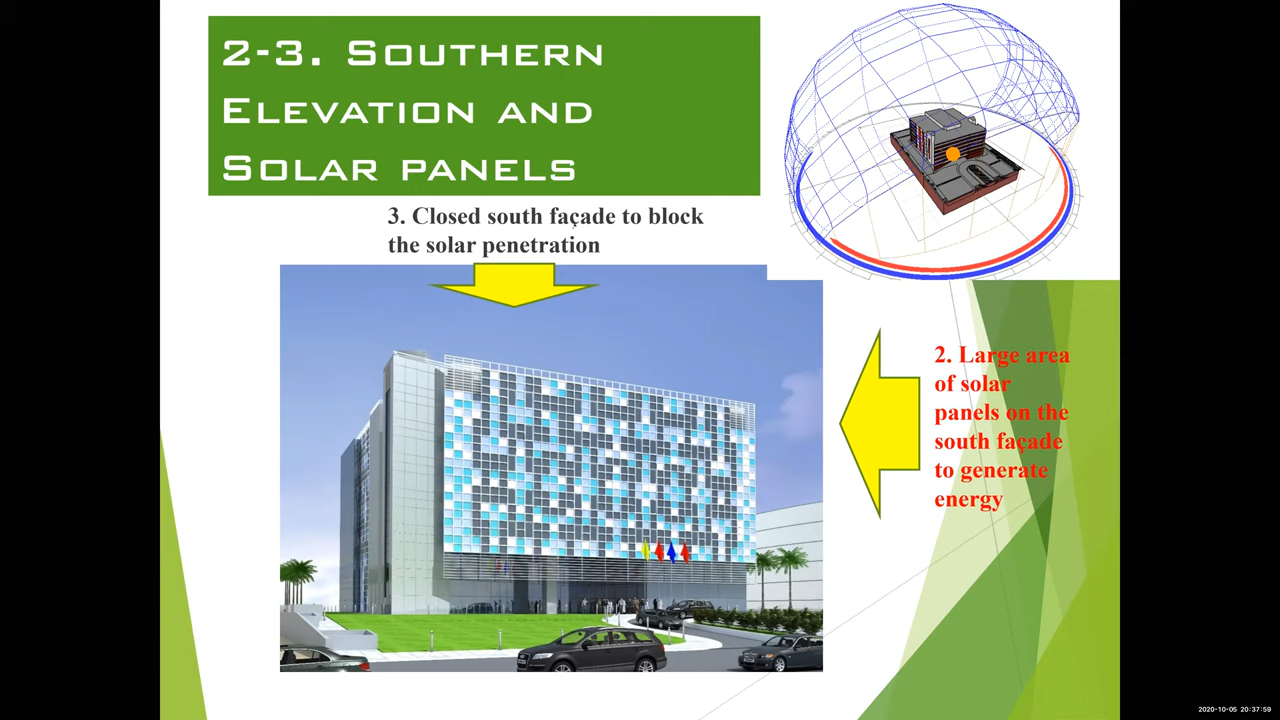 2-3. Southern
Elevation and
Solar panels
3. Closed south façade to block
the solar penetration
2. Large area
of solar
panels on the
south façade
to generate
energy
2020-10-05 20:37:59